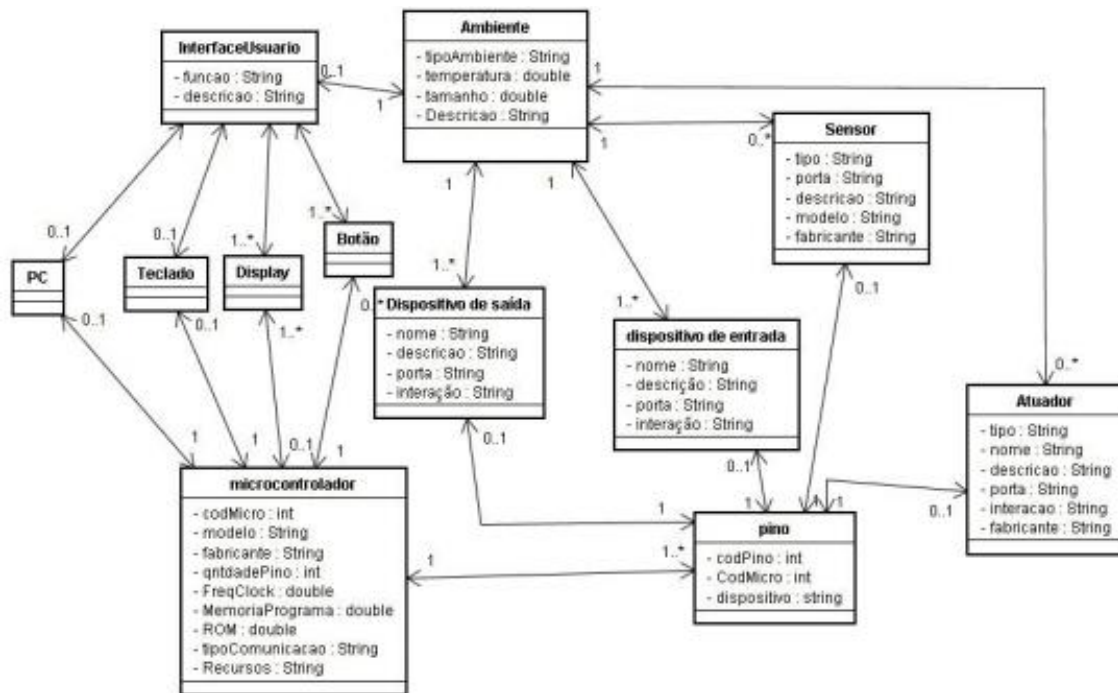 InterfaceUsuario
- funcao : String
- descricao : String
0..1
1
Ambiente
- tipoAmbiente : String
- temperatura : double
- tamanho : double
- Descricao : String
1
1
0..*
1
1
Sensor
- tipo : String
- porta : String
- descricao : String
- modelo : String
- fabricante : String
0..1
0..1
0..1
1..*
1..*
PC
Teclado
Display
Botão
0..1
0..1
1..*
0..*
1..*
Dispositivo de saída
- nome : String
- descricao : String
- porta : String
- interação : String
0..1
1..*
dispositivo de entrada
- nome : String
- descrição : String
- porta : String
- interação : String
0..1
0..*
Atuador
- tipo : String
- nome : String
- descricao : String
- porta : String
- interacao : String
- fabricante : String
0..1
1
1
0..1
1
microcontrolador
- codMicro : int
- modelo : String
- fabricante : String
- qntdadePino : int
- FreqClock : double
- MemoriaPrograma : double
- ROM : double
- tipoComunicacao : String
- Recursos : String
1
1..*
1
1
1
1
pino
- codPino : int
- CodMicro : int
- dispositivo : string